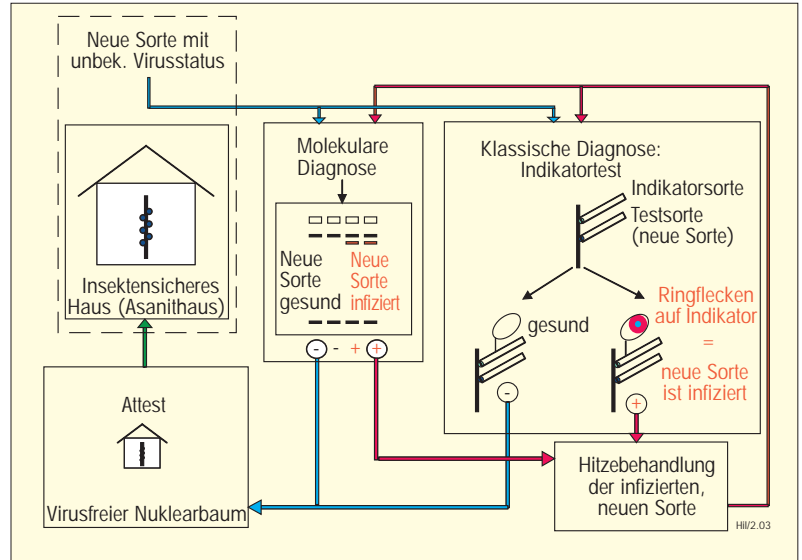 Neue Sorte mit
unbek. Virusstatus
Insektensicheres
Haus (Asanithaus)
Attest
Virusfreier Nuklearbaum
Molekulare
Diagnose
Neue
Sorte
gesund
Neue
Sorte
infiziert
- - + +
Klassische Diagnose:
Indikatortest
Indikatorsorte
Testsorte
(neue Sorte)
gesund
-
Ringflecken
auf Indikator
=
neue Sorte
ist infiziert
+
Hitzebehandlung
der infizierten,
neuen Sorte
Hil/2.03